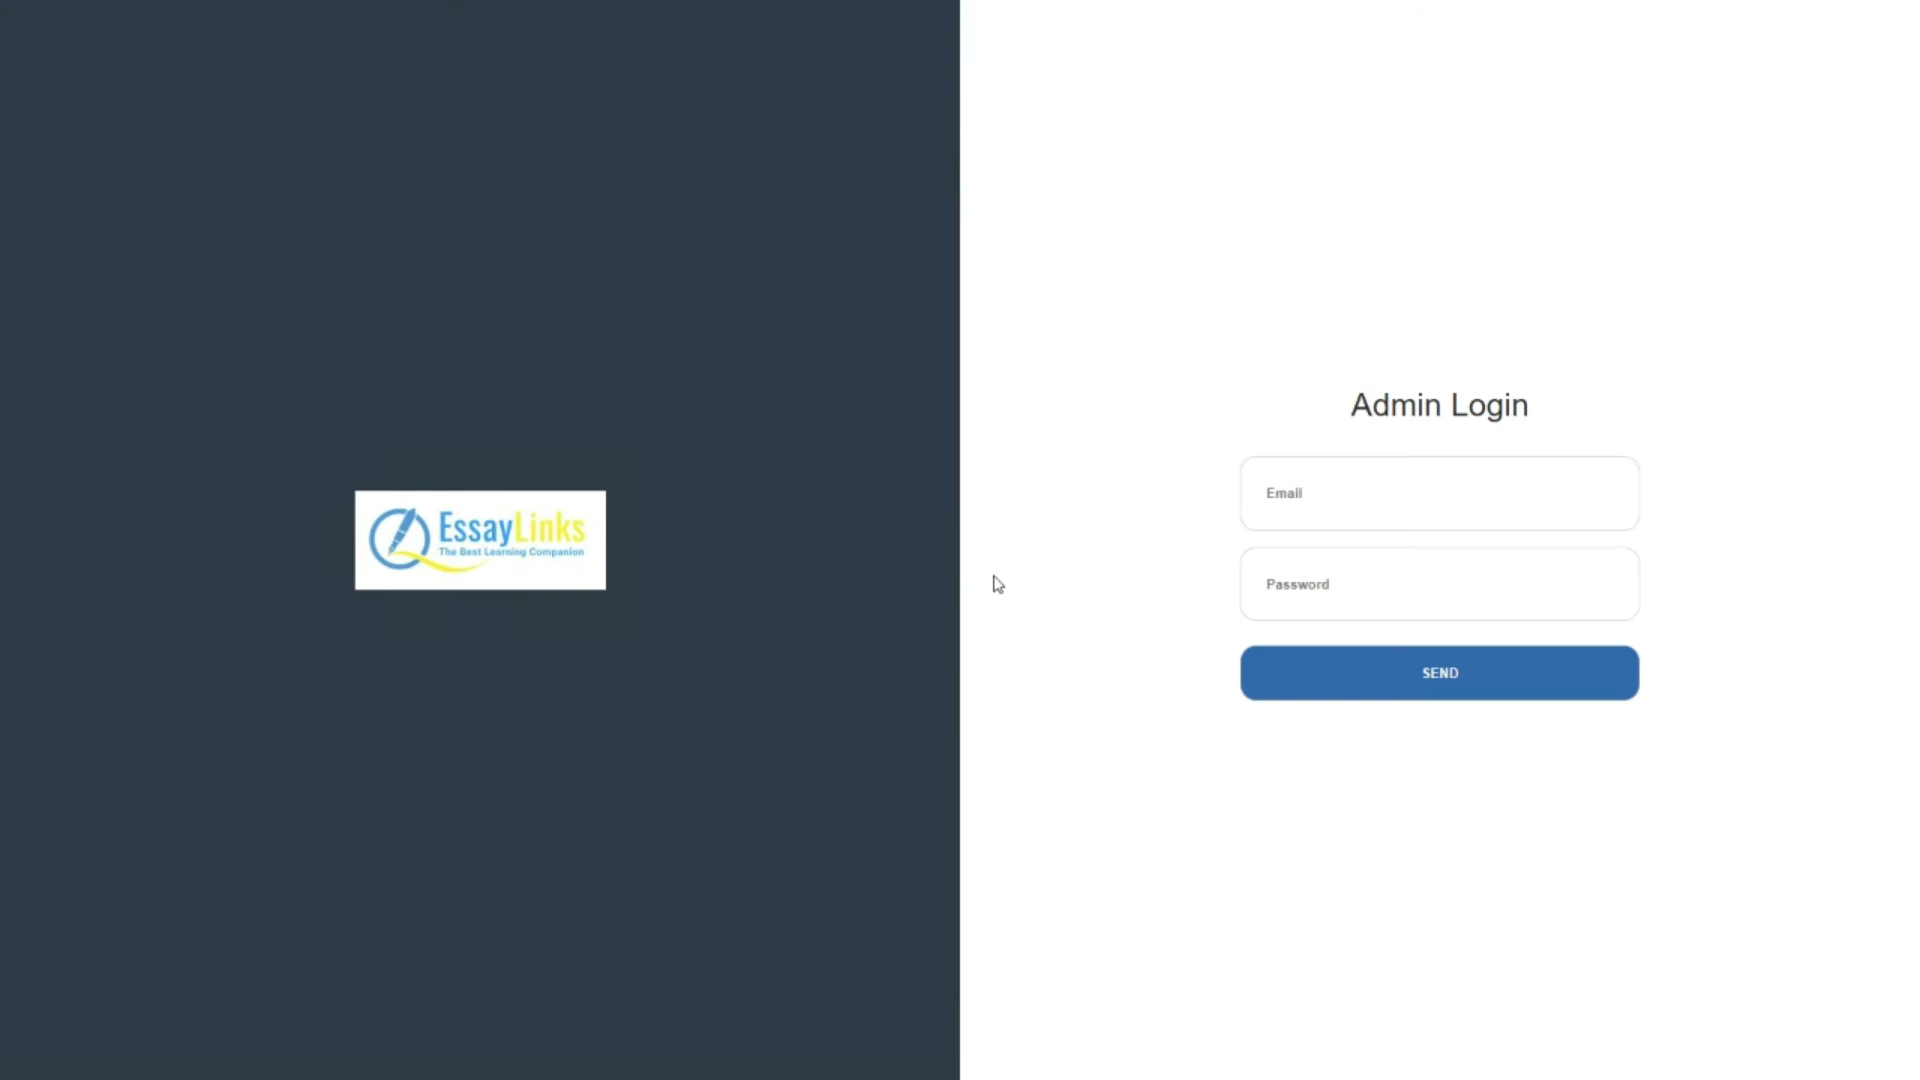 EssayLinks
The Best Learning Companion
Admin Login
Email
Password
SEND